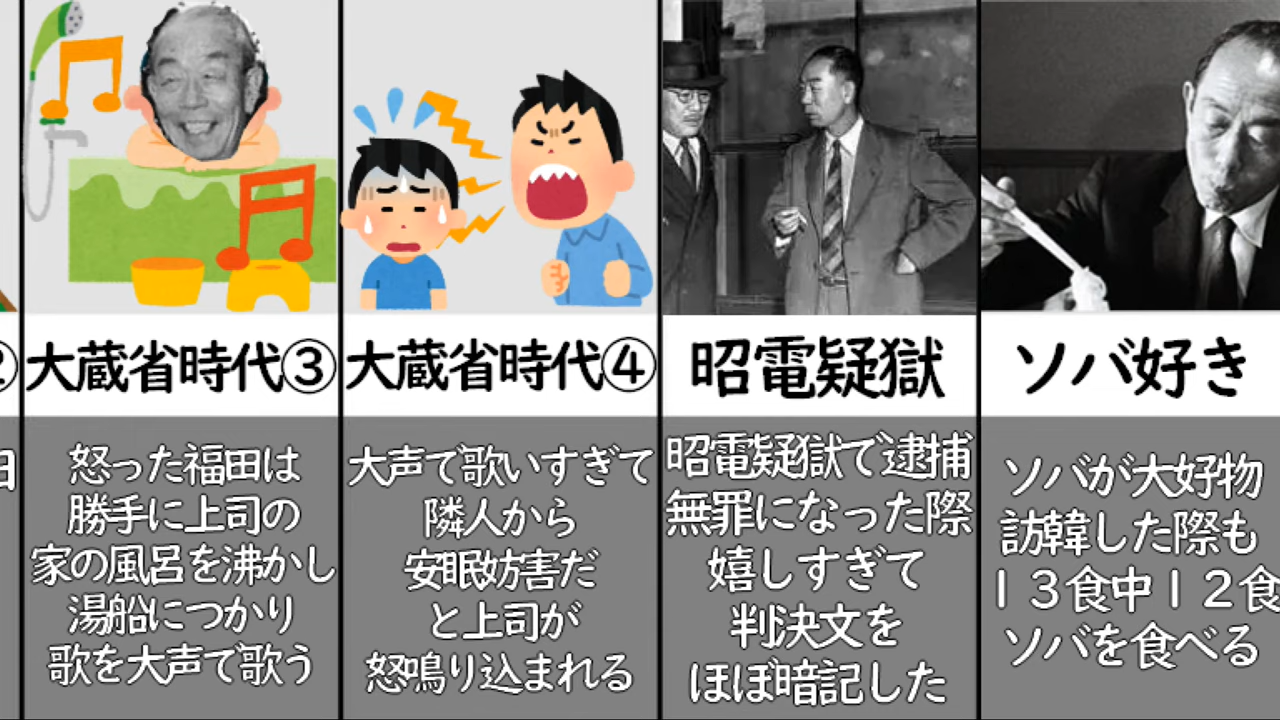 ②
大蔵省時代③
怒った福田は
勝手に上司の
家の風呂を沸かし
湯船につかり
歌を大声で歌う
大蔵省時代④
大声で歌いすぎて
隣人から
安眠妨害だ
と上司が
怒鳴り込まれる
昭電疑獄
昭電疑獄で逮捕
無罪になった際
嬉しすぎて
判決文を
ほぼ暗記した
ソバ好き
ソバが大好物
訪韓した際も
13食中12食
ソバを食べる